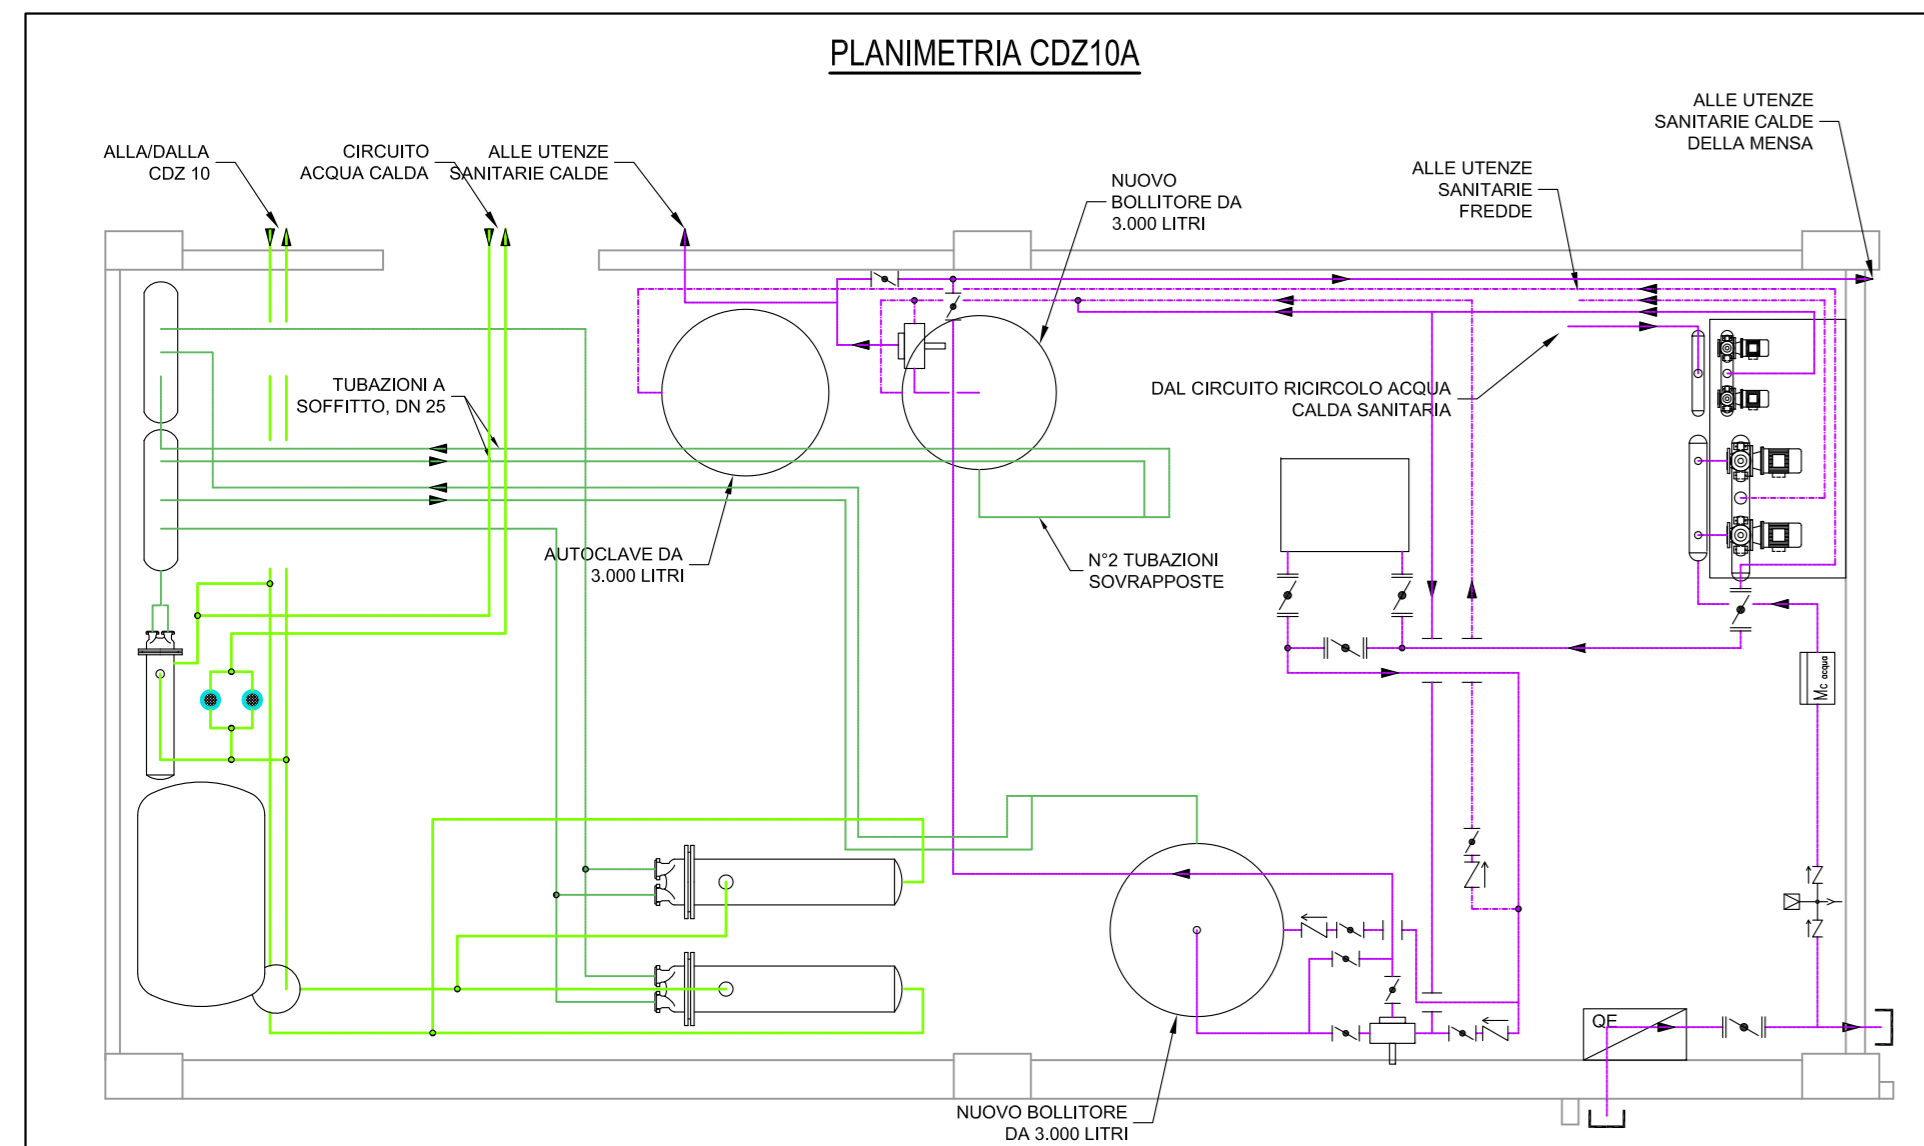 PLANIMETRIA CDZ10A
ALLE UTENZE
SANITARIE CALDE
DELLA MENSA
ALLA/DALLA
CDZ 10
CIRCUITO
ACQUA CALDA
ALLE UTENZE
SANITARIE CALDE
NUOVO
BOLLITORE DA
3.000 LITRI
ALLE UTENZE
SANITARIE
FREDDE
TUBAZIONI A
SOFFITTO, DN 25
DAL CIRCUITO RICIRCOLO ACQUA
CALDA SANITARIA
AUTOCLAVE DA
3.000 LITRI
N°2 TUBAZIONI
SOVRAPPOSTE
Mc acqua
QE
NUOVO BOLLITORE
DA 3.000 LITRI